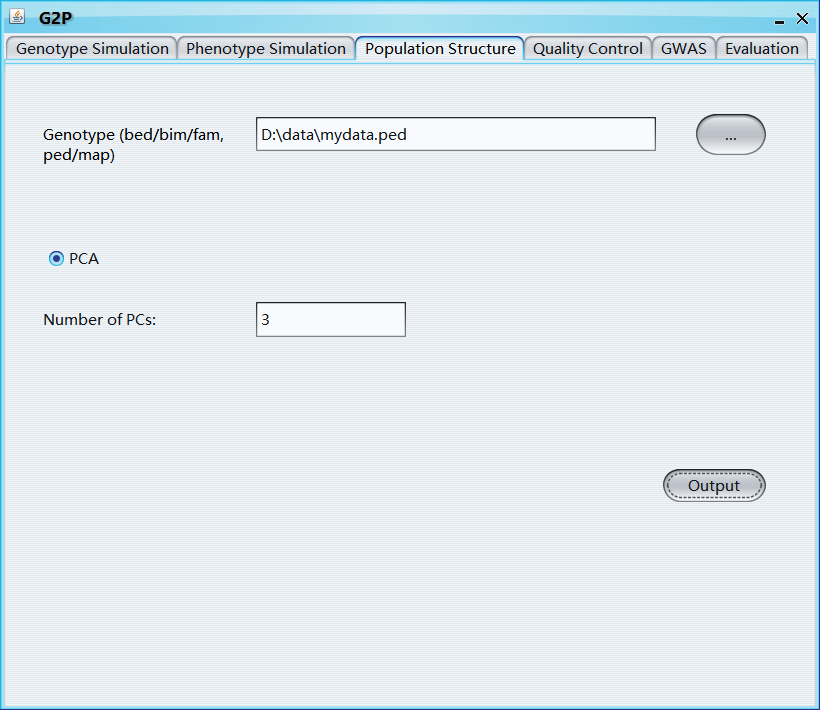 G2P
Genotype Simulation Phenotype Simulation Population Structure Quality Control GWAS Evaluation
Genotype (bed/bim/fam,
ped/map)
D:\data\mydata.ped
...
PCA
Number of PCs:
3
Output